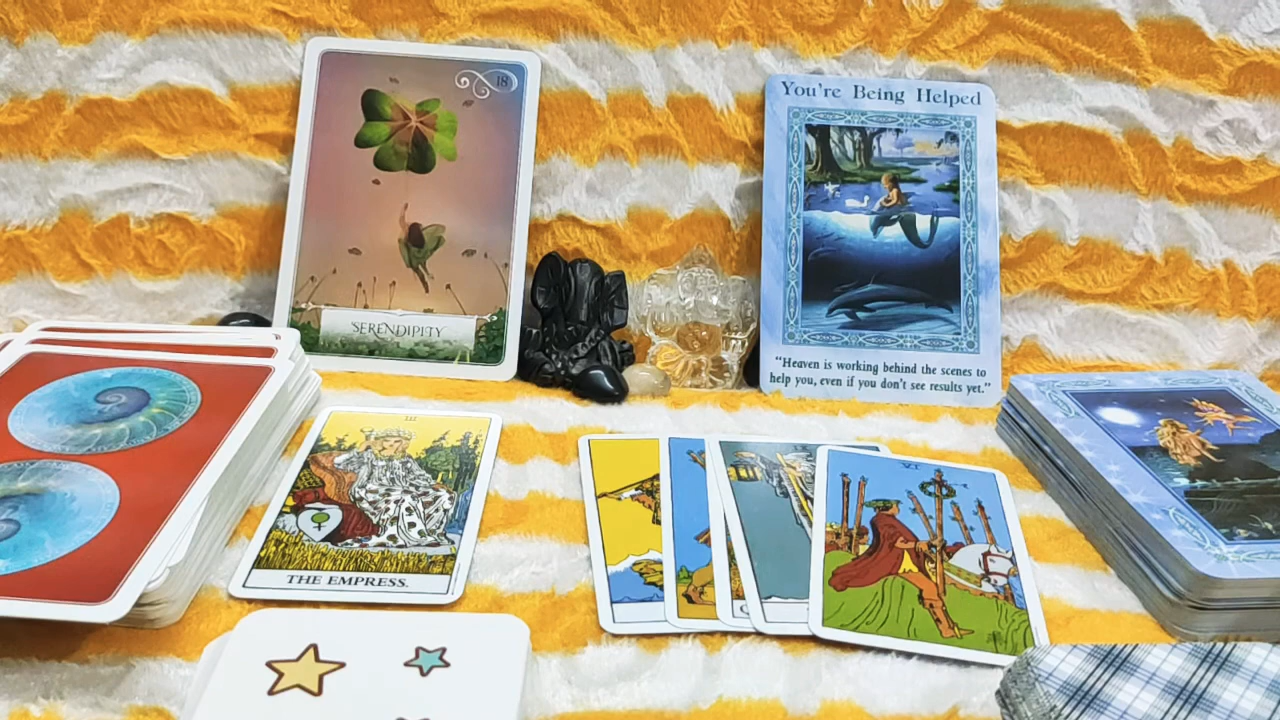 18
SERENDIPITY
You're Being Helped
"Heaven is working behind the scenes to
help you, even if you don't see results yet."
III
THE EMPRESS.
VI